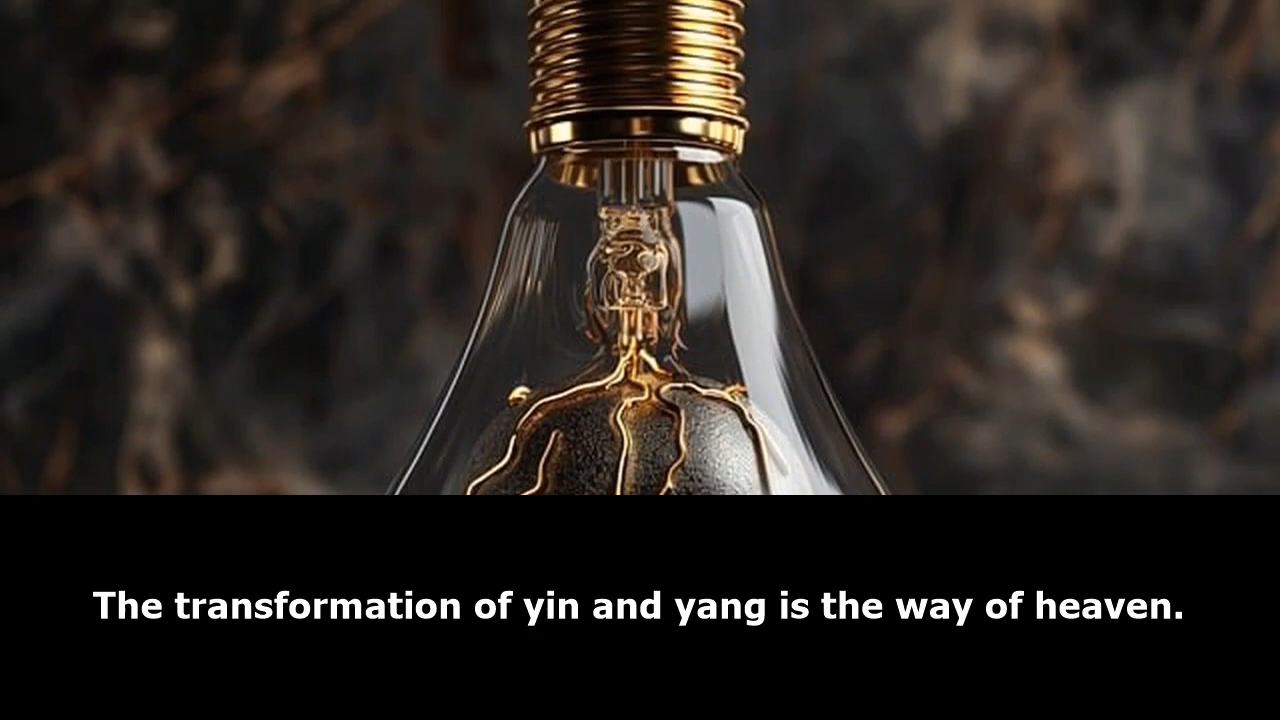 The transformation of yin and yang is the way of heaven.